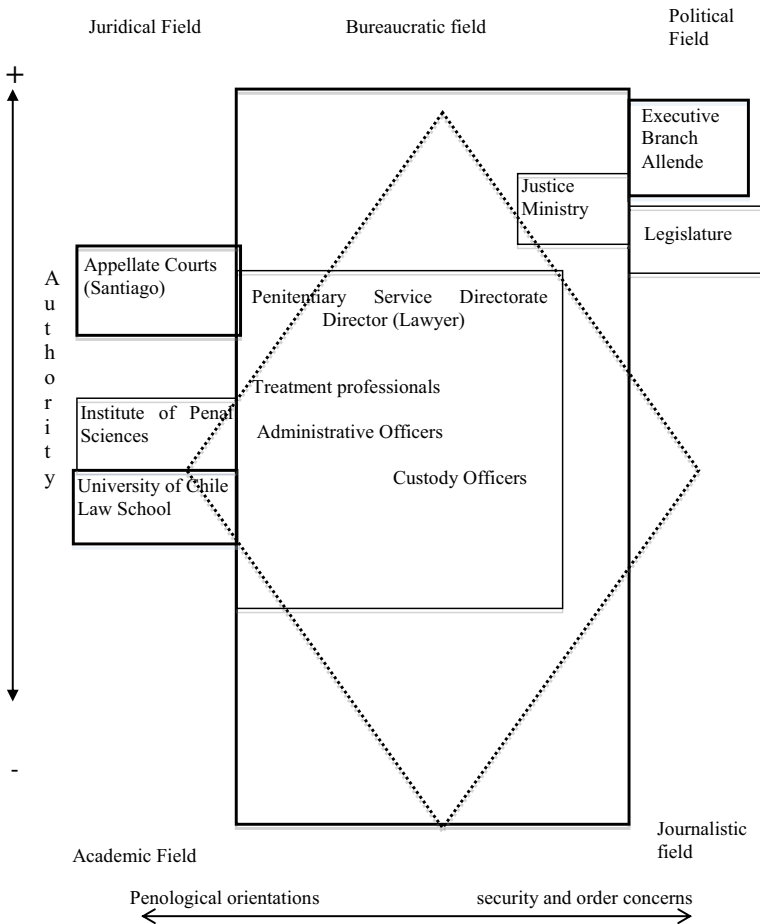 Juridical Field
Bureaucratic field
Political
Field
+
Executive
Branch
Allende
Justice
Ministry
Legislature
Appellate Courts
(Santiago)
Authority
Penitentiary Service Directorate
Director (Lawyer)
Treatment professionals
Institute of Penal
Sciences
Administrative Officers
University of Chile
Law School
Custody Officers
-
Journalistic
field
Academic Field
Penological orientations
security and order concerns